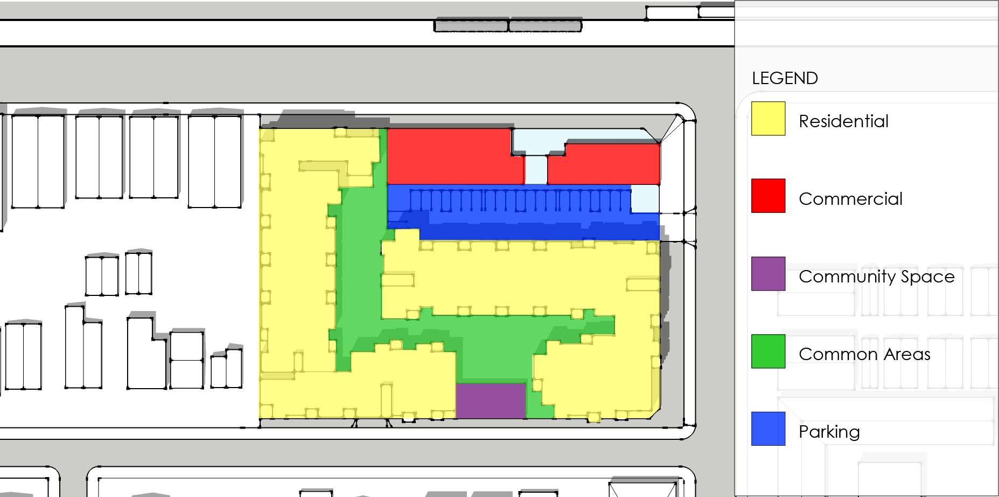 LEGEND
Residential
Commercial
Community Space
Common Areas
Parking